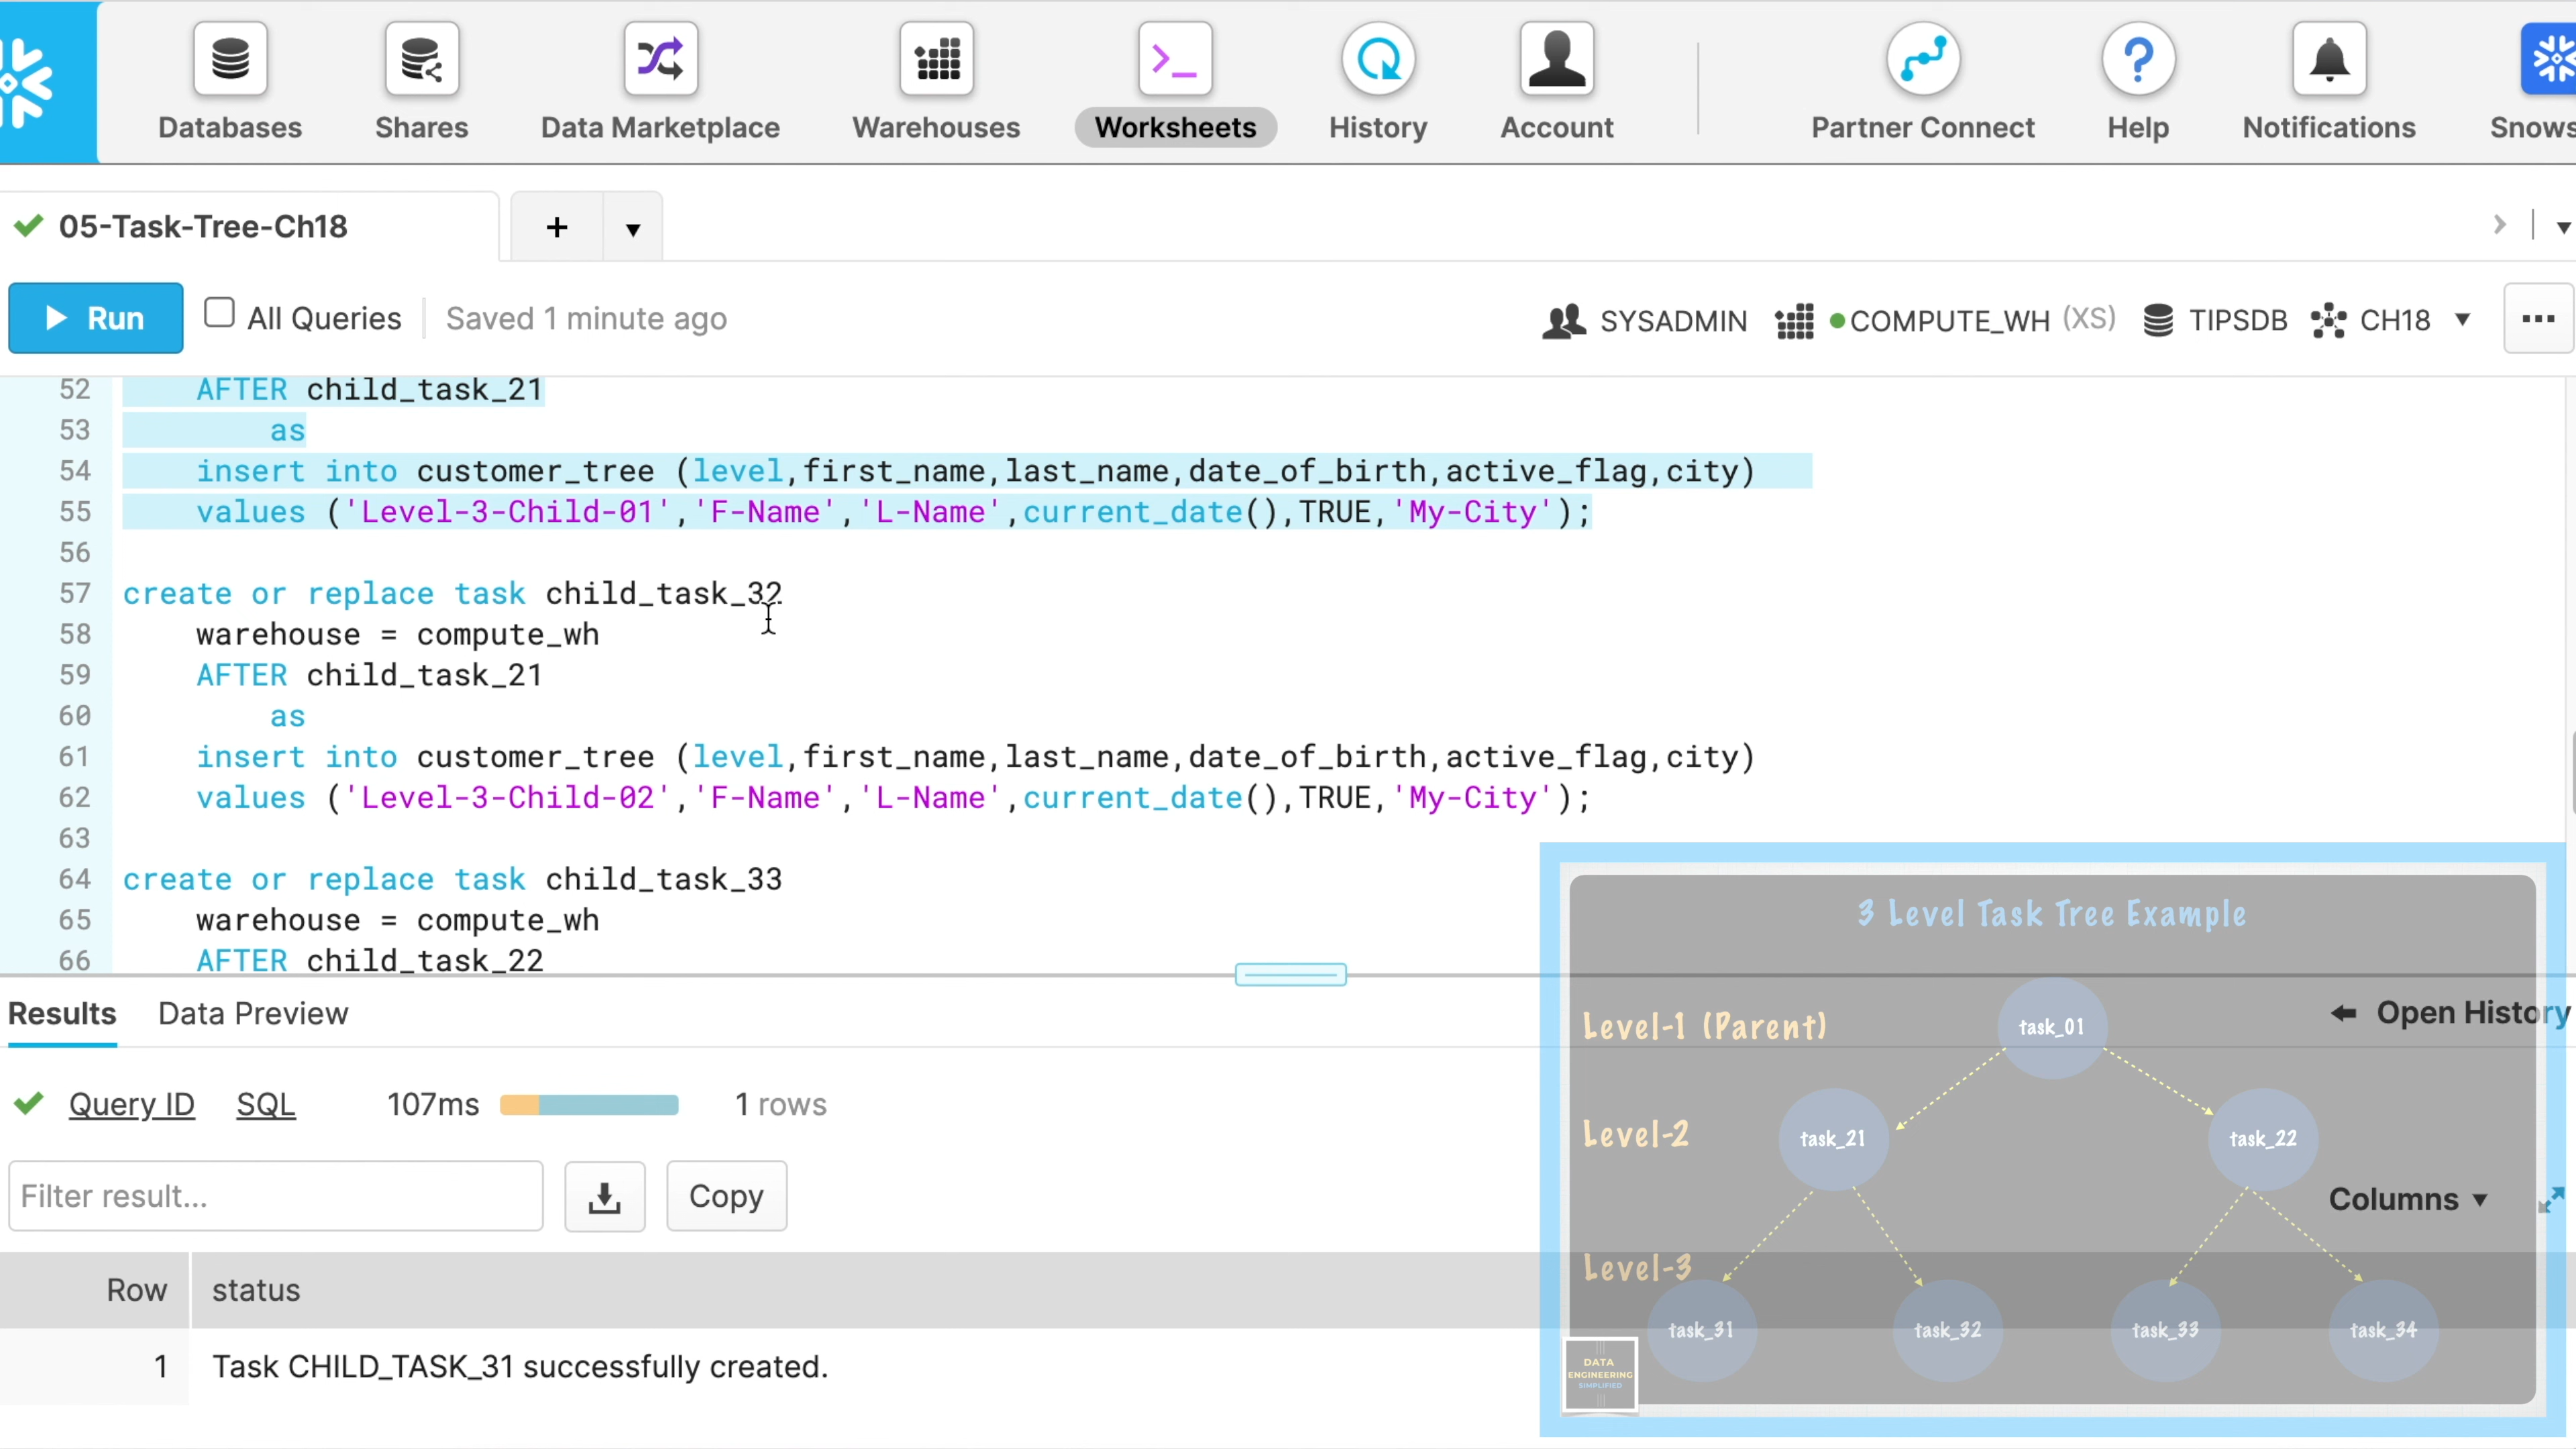 Databases
Shares
Data Marketplace
Warehouses
Worksheets
History
Account
Partner Connect
Help
Notifications
Snows
05-Task-Tree-Ch18
+
Run
All Queries
Saved 1 minute ago
SYSADMIN
COMPUTE_WH (XS)
TIPSDB
CH18
52 AFTER child_task_21
53 as
54 insert into customer_tree (level,first_name,last_name,date_of_birth,active_flag,city)
55 values ('Level-3-Child-01','F-Name','L-Name',current_date(),TRUE,'My-City');
56
57 create or replace task child_task_32
58 warehouse = compute_wh
59 AFTER child_task_21
60 as
61 insert into customer_tree (level,first_name,last_name,date_of_birth,active_flag,city)
62 values ('Level-3-Child-02','F-Name','L-Name',current_date(),TRUE,'My-City');
63
64 create or replace task child_task_33
65 warehouse = compute_wh
66 AFTER child_task_22
Results
Data Preview
Open History
Query ID
SQL
107ms
1 rows
Filter result...
Copy
Columns
Row status
1 Task CHILD_TASK_31 successfully created.
3 Level Task Tree Example
Level-1 (Parent)
task_01
Level-2
task_21
task_22
Level-3
task_31
task_32
task_33
task_34
DATA
ENGINEERING
SIMPLIFIED